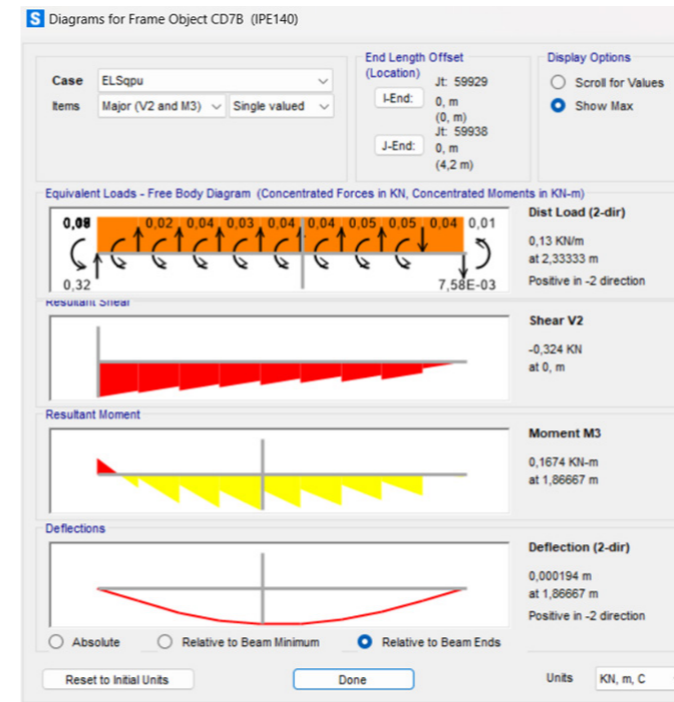 S Diagrams for Frame Object CD7B (IPE140)
Case ELSqpu
Items Major (V2 and M3) Single valued
End Length Offset
(Location)
Jt: 59929
I-End: 0, m
(0, m)
Jt: 59938
J-End: 0, m
(4,2 m)
Display Options
Scroll for Values
Show Max
Equivalent Loads - Free Body Diagram (Concentrated Forces in KN, Concentrated Moments in KN-m)
0,02 0,04 0,03 0,04 0,04 0,05 0,05 0,04 0,01
0,32 7,58E-03
Dist Load (2-dir)
0,13 KN/m
at 2,33333 m
Positive in -2 direction
Resultant Shear
Shear V2
-0,324 KN
at 0, m
Resultant Moment
Moment M3
0,1674 KN-m
at 1,86667 m
Deflections
Deflection (2-dir)
0,000194 m
at 1,86667 m
Positive in -2 direction
Absolute Relative to Beam Minimum Relative to Beam Ends
Reset to Initial Units Done Units KN, m, C